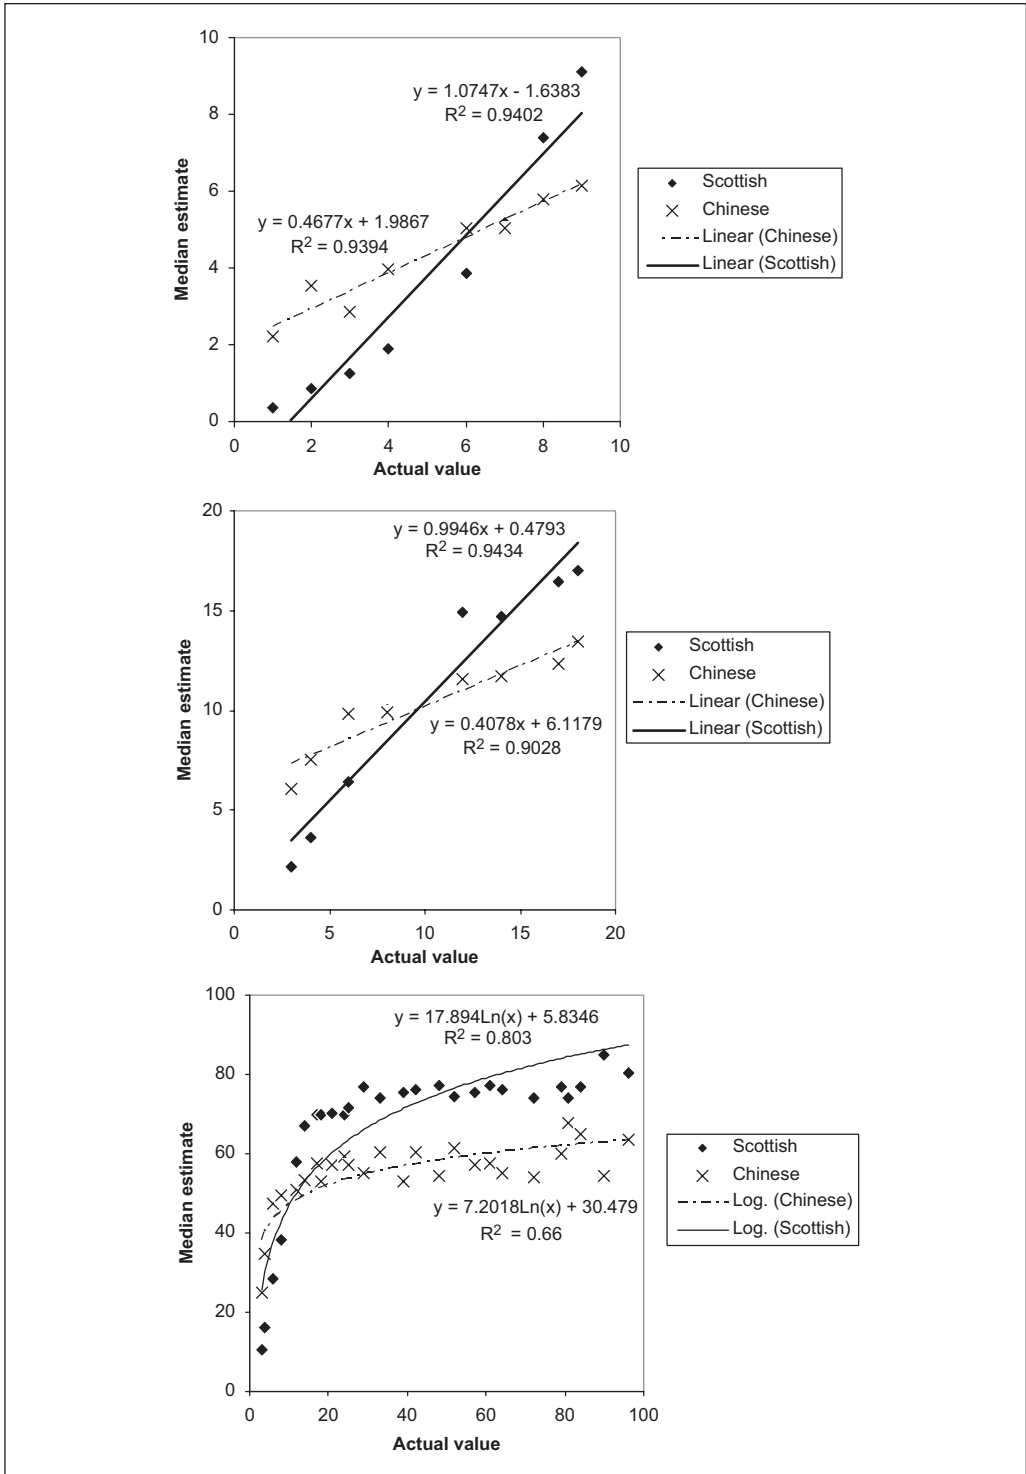 10
y = 1.0747x - 1.6383
R² = 0.9402
8
6
y = 0.4677x + 1.9867
R² = 0.9394
4
2
0
0 2 4 6 8 10
Median estimate
Actual value
Scottish
Chinese
Linear (Chinese)
Linear (Scottish)
20
y = 0.9946x + 0.4793
R² = 0.9434
15
10
y = 0.4078x + 6.1179
R² = 0.9028
5
0
0 5 10 15 20
Median estimate
Actual value
Scottish
Chinese
Linear (Chinese)
Linear (Scottish)
100
y = 17.894Ln(x) + 5.8346
R² = 0.803
80
60
y = 7.2018Ln(x) + 30.479
R² = 0.66
40
20
0
0 20 40 60 80 100
Median estimate
Actual value
Scottish
Chinese
Log. (Chinese)
Log. (Scottish)